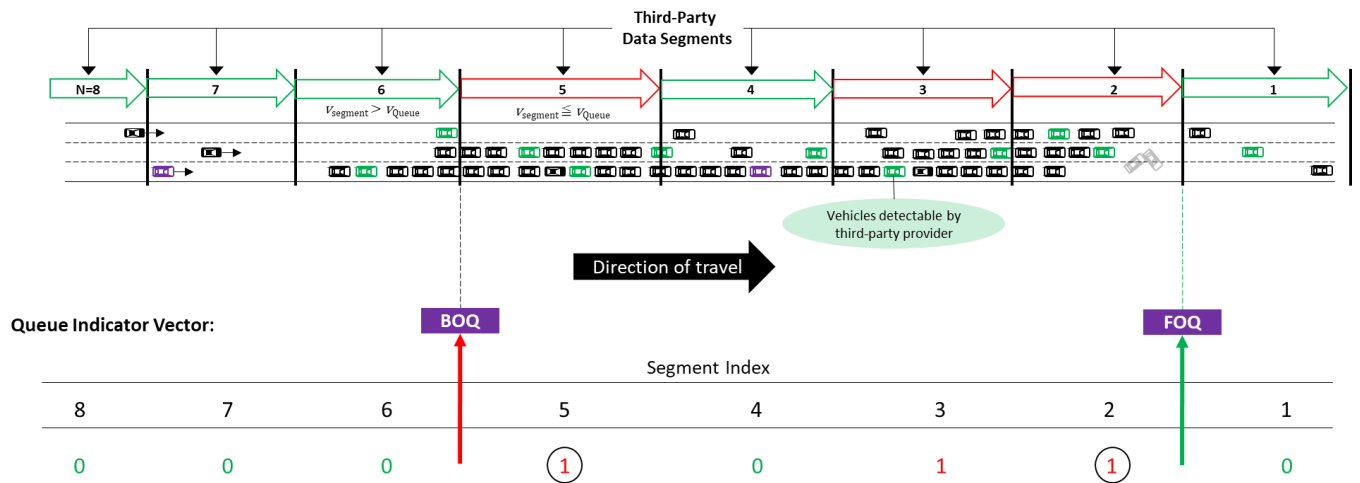 Third-Party
Data Segments
N=8 7 6 5 4 3 2 1
v_segment > v_Queue v_segment ≦ v_Queue
Vehicles detectable by
third-party provider
Direction of travel
BOQ FOQ
Queue Indicator Vector:
Segment Index
8 7 6 5 4 3 2 1
0 0 0 1 0 1 1 0